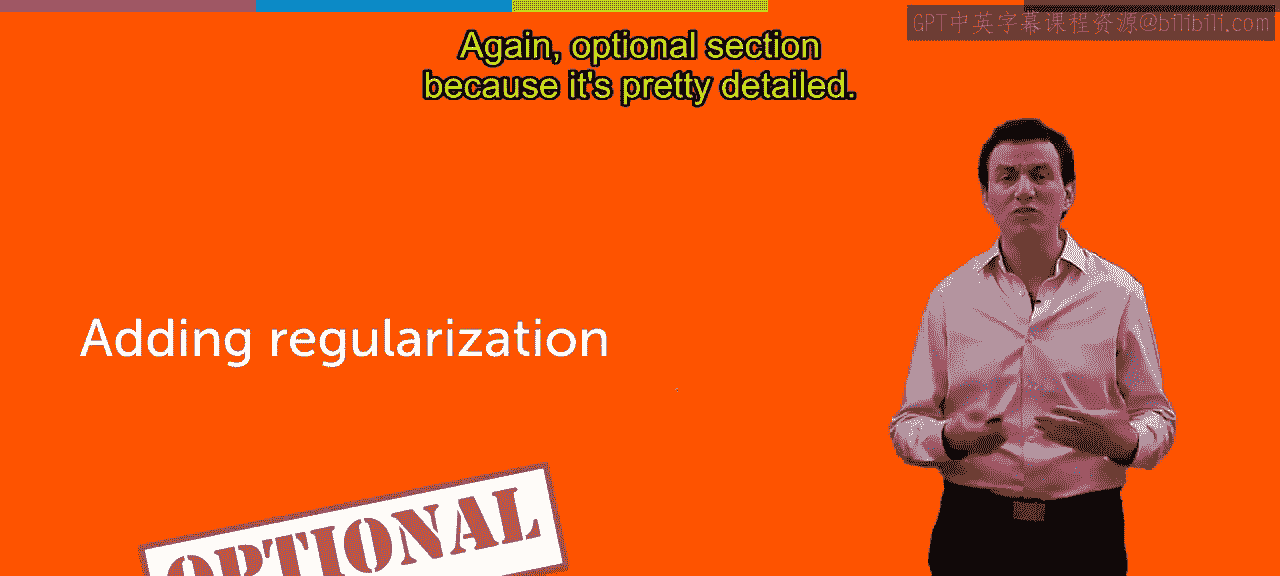 GPT中英字幕课程资源@bilibili.com
Again, optional section
because it's pretty detailed.
Adding regularization
OPTIONAL